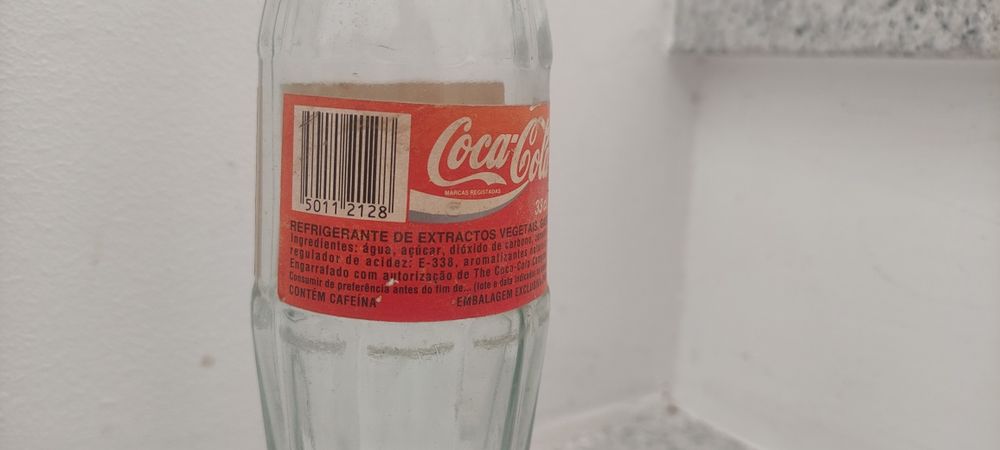 Coca-Cola
MARCAS REGISTADAS
33
5011 2128
REFRIGERANTE DE EXTRACTOS VEGETAIS
Ingredientes: água, açúcar, dióxido de carbono,
regulador de acidez: E-338, aromatizantes
Engarrafado com autorização de The Coca-Cola
Consumir de preferência antes do fim de... (lote e data indicados
CONTÉM CAFEÍNA EMBALAGEM